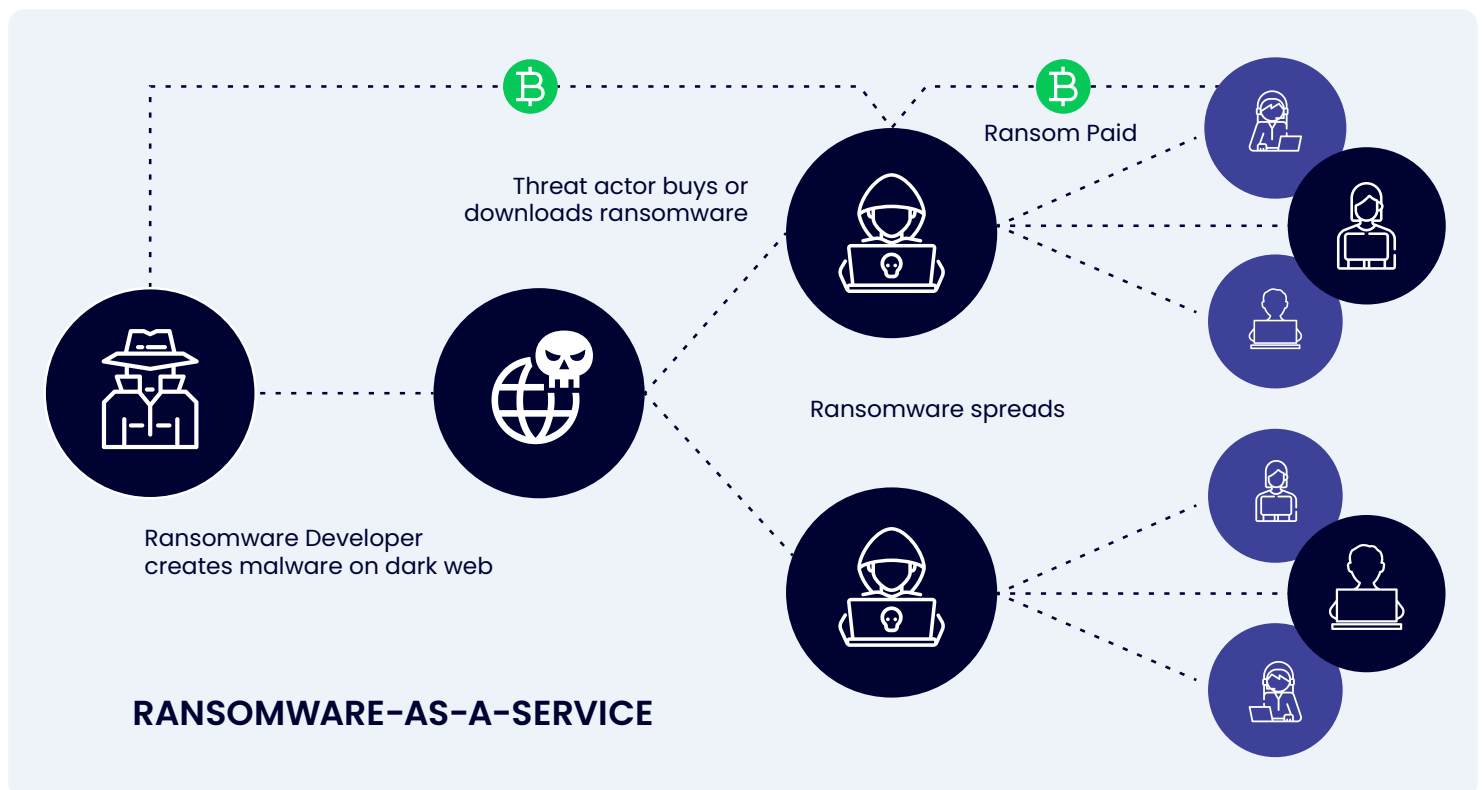 Ransom Paid
Threat actor buys or
downloads ransomware
Ransomware spreads
Ransomware Developer
creates malware on dark web
RANSOMWARE-AS-A-SERVICE